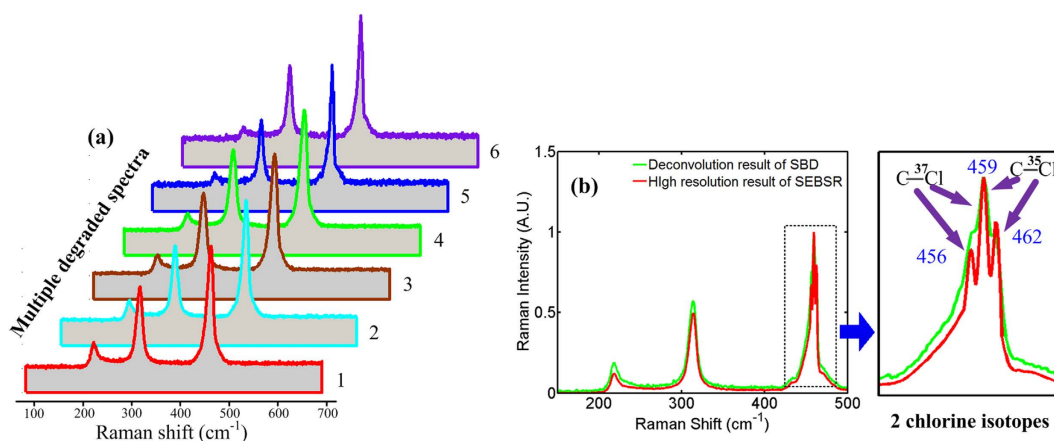 (a)
Multiple degraded spectra
6
5
4
3
2
1
100 200 300 400 500 600 700
Raman shift (cm⁻¹)
(b)
1.5
1
0.5
0
Raman Intensity (A.U.)
Deconvolution result of SBD
HIgh resolution result of SEBSR
200 300 400 500
Raman Shift (cm⁻¹)
459
C—³⁷Cl
C—³⁵Cl
462
456
2 chlorine isotopes